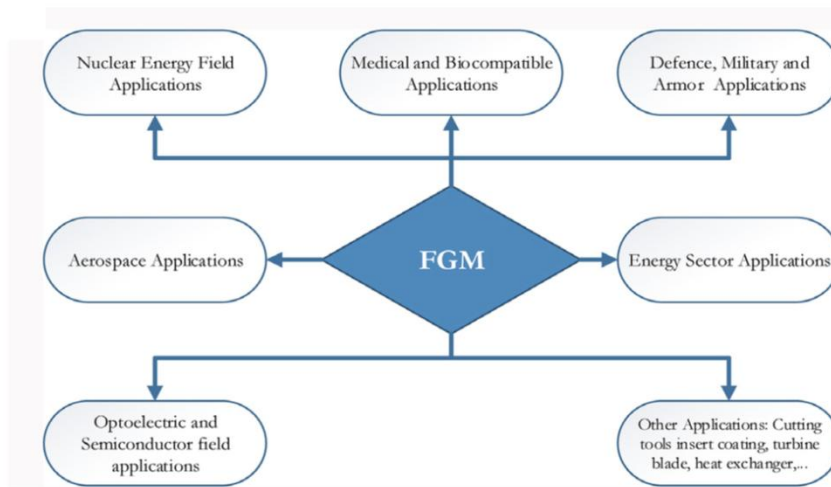 Nuclear Energy Field
Applications
Medical and Biocompatible
Applications
Defence, Military and
Armor Applications
Aerospace Applications
FGM
Energy Sector Applications
Optoelectric and
Semiconductor field
applications
Other Applications: Cutting
tools insert coating, turbine
blade, heat exchanger,...